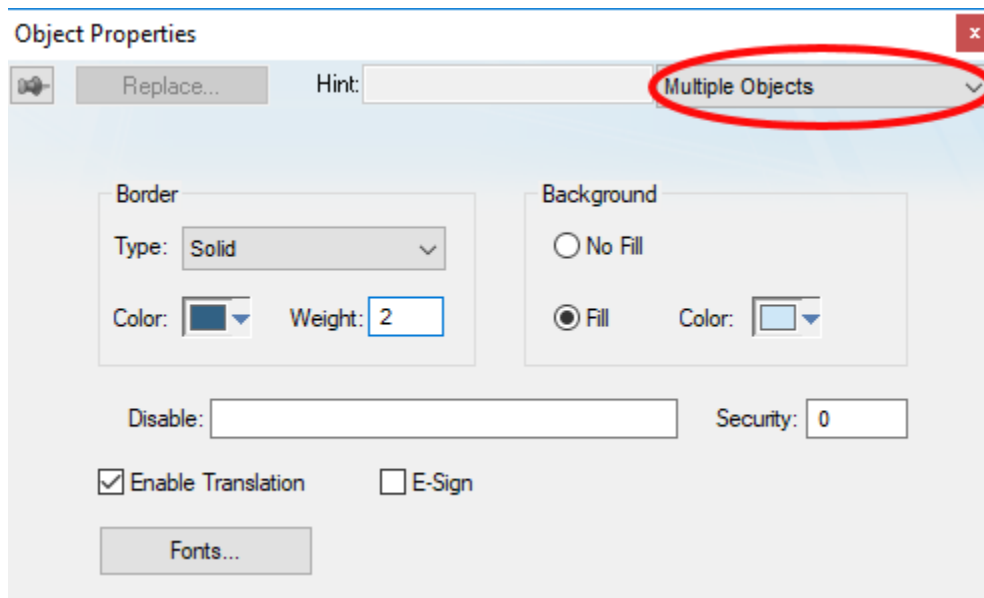 Object Properties
x
Replace... Hint: Multiple Objects
Border Background
Type: Solid No Fill
Color: Weight: 2 Fill Color:
Disable: Security: 0
Enable Translation E-Sign
Fonts...